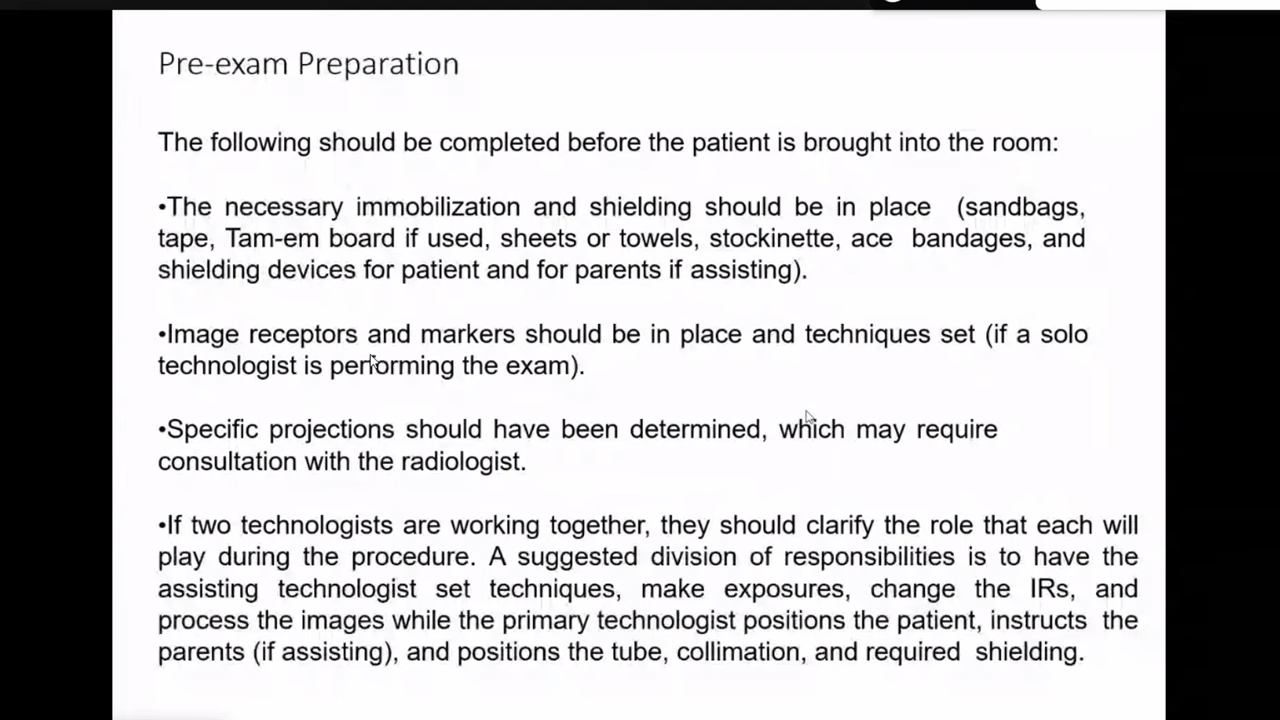 Pre-exam Preparation
The following should be completed before the patient is brought into the room:
•The necessary immobilization and shielding should be in place (sandbags,
tape, Tam-em board if used, sheets or towels, stockinette, ace bandages, and
shielding devices for patient and for parents if assisting).
•Image receptors and markers should be in place and techniques set (if a solo
technologist is performing the exam).
•Specific projections should have been determined, which may require
consultation with the radiologist.
•If two technologists are working together, they should clarify the role that each will
play during the procedure. A suggested division of responsibilities is to have the
assisting technologist set techniques, make exposures, change the IRs, and
process the images while the primary technologist positions the patient, instructs the
parents (if assisting), and positions the tube, collimation, and required shielding.